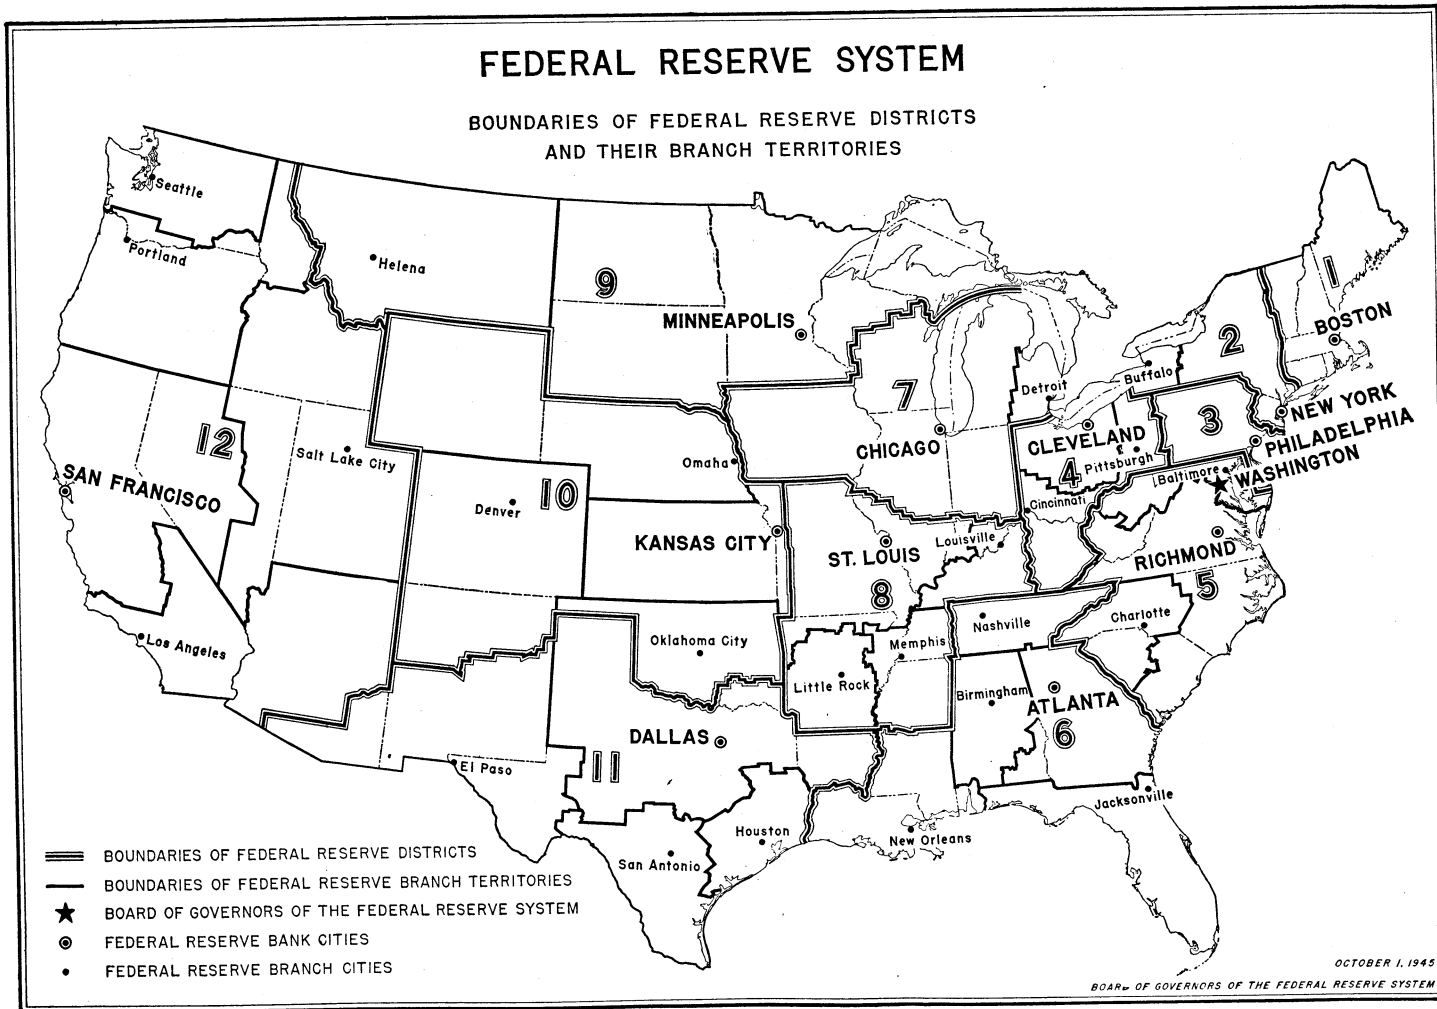 FEDERAL RESERVE SYSTEM
BOUNDARIES OF FEDERAL RESERVE DISTRICTS
AND THEIR BRANCH TERRITORIES
Seattle
Portland
Helena
9
MINNEAPOLIS
1
BOSTON
2
Buffalo
Detroit
7
CHICAGO
NEW YORK
3
PHILADELPHIA
WASHINGTON
CLEVELAND
4
Pittsburgh
Baltimore
Cincinnati
12
Salt Lake City
SAN FRANCISCO
Omaha
10
Denver
KANSAS CITY
ST. LOUIS
8
Louisville
RICHMOND
5
Los Angeles
Oklahoma City
Nashville
Charlotte
Memphis
Little Rock
Birmingham
ATLANTA
6
DALLAS
11
El Paso
Jacksonville
Houston
New Orleans
San Antonio
BOUNDARIES OF FEDERAL RESERVE DISTRICTS
BOUNDARIES OF FEDERAL RESERVE BRANCH TERRITORIES
BOARD OF GOVERNORS OF THE FEDERAL RESERVE SYSTEM
FEDERAL RESERVE BANK CITIES
FEDERAL RESERVE BRANCH CITIES
OCTOBER 1, 1945
BOARD OF GOVERNORS OF THE FEDERAL RESERVE SYSTEM